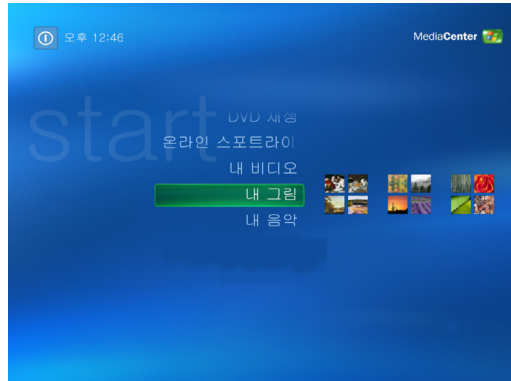 오후 12:46
MediaCenter
start
DVD 재생
온라인 스포트라이
내 비디오
내 그림
내 음악